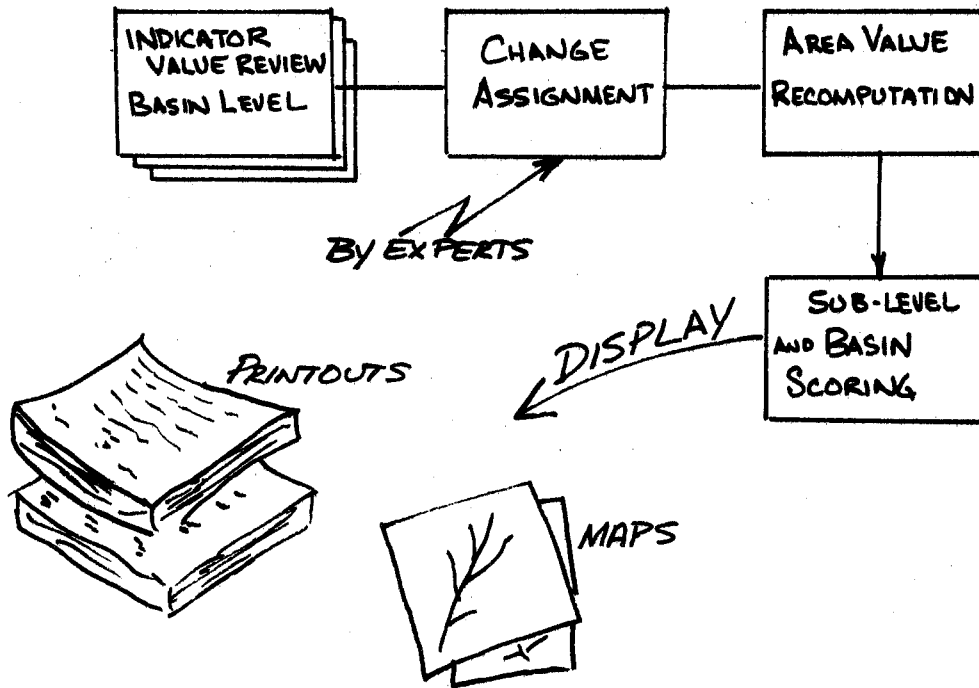 INDICATOR
VALUE REVIEW
BASIN LEVEL
CHANGE
ASSIGNMENT
AREA VALUE
RECOMPUTATION
BY EXPERTS
SUB-LEVEL
AND BASIN
SCORING
DISPLAY
PRINTOUTS
MAPS